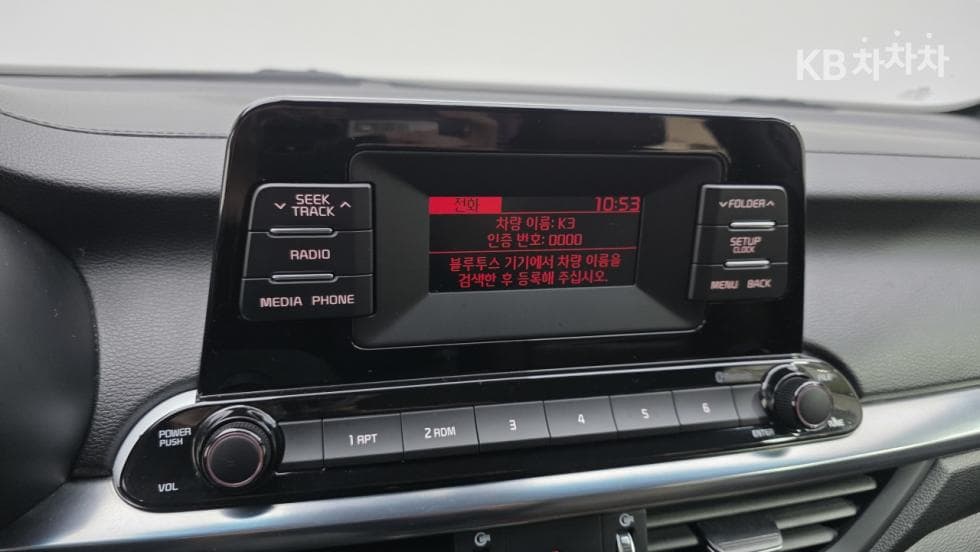 KB 차차차
SEEK
TRACK
RADIO
MEDIA PHONE
전화 10:53
차량 이름: K3
인증 번호: 0000
블루투스 기기에서 차량 이름을
검색한 후 등록해 주십시오.
FOLDER
SETUP
CLOCK
MENU BACK
POWER
PUSH
VOL
1 APT
2 RDM
3
4
5
6
ENTER
TUNE